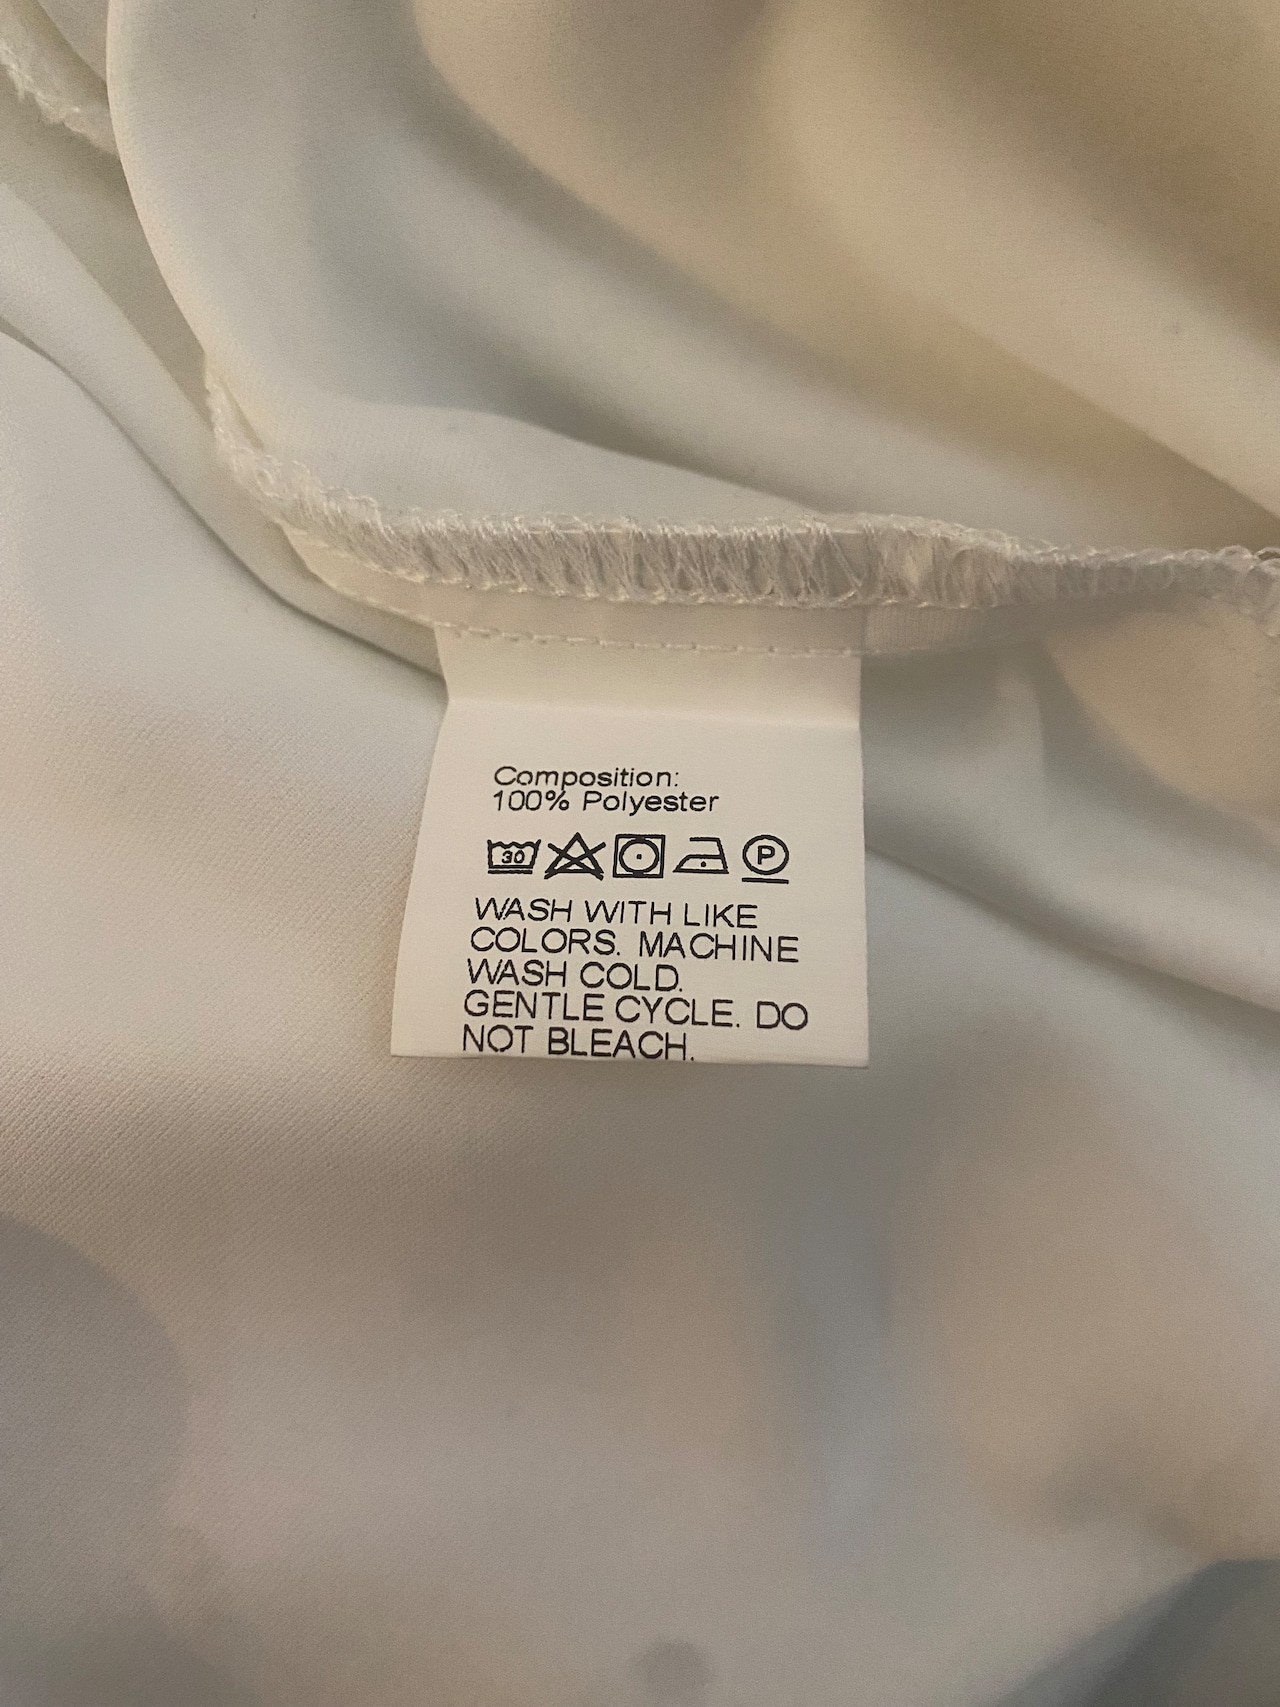 Composition:
100% Polyester
30 P
WASH WITH LIKE
COLORS. MACHINE
WASH COLD.
GENTLE CYCLE. DO
NOT BLEACH.